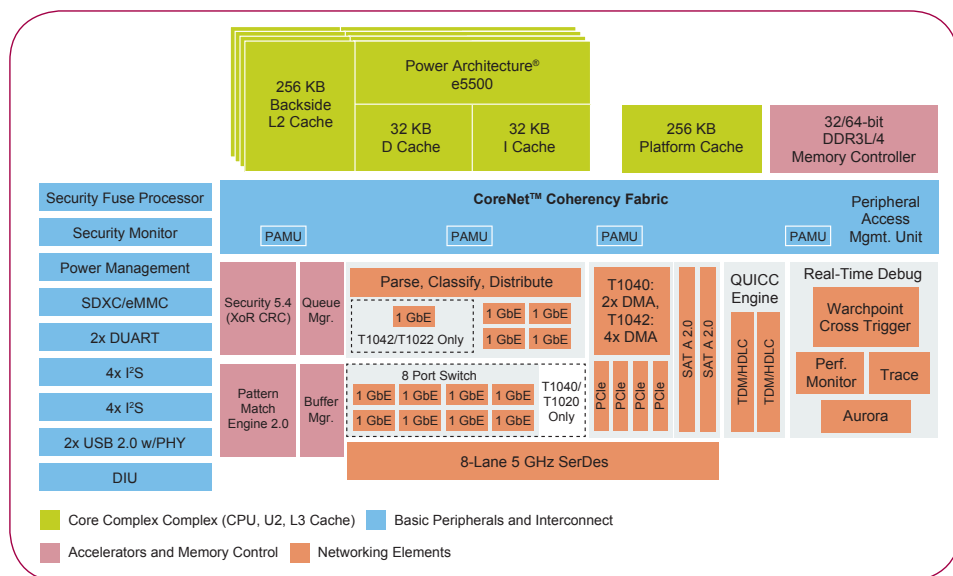 Power Architecture®
e5500
256 KB
Backside
L2 Cache
32 KB
D Cache
32 KB
I Cache
256 KB
Platform Cache
32/64-bit
DDR3L/4
Memory Controller
Security Fuse Processor
Security Monitor
Power Management
SDXC/eMMC
2x DUART
4x I²S
4x I²S
2x USB 2.0 w/PHY
DIU
CoreNet™ Coherency Fabric
PAMU
PAMU
PAMU
PAMU
Peripheral
Access
Mgmt. Unit
Security 5.4
(XoR CRC)
Queue
Mgr.
Pattern
Match
Engine 2.0
Buffer
Mgr.
Parse, Classify, Distribute
1 GbE
T1042/T1022 Only
1 GbE 1 GbE
1 GbE 1 GbE
8 Port Switch
1 GbE 1 GbE 1 GbE 1 GbE
1 GbE 1 GbE 1 GbE 1 GbE
T1040/
T1020
Only
T1040:
2x DMA,
T1042:
4x DMA
PCIe
PCIe
PCIe
PCIe
SAT A 2.0
SAT A 2.0
8-Lane 5 GHz SerDes
QUICC
Engine
TDM/HDLC
TDM/HDLC
Real-Time Debug
Warchpoint
Cross Trigger
Perf.
Monitor
Trace
Aurora
Core Complex Complex (CPU, U2, L3 Cache)
Basic Peripherals and Interconnect
Accelerators and Memory Control
Networking Elements